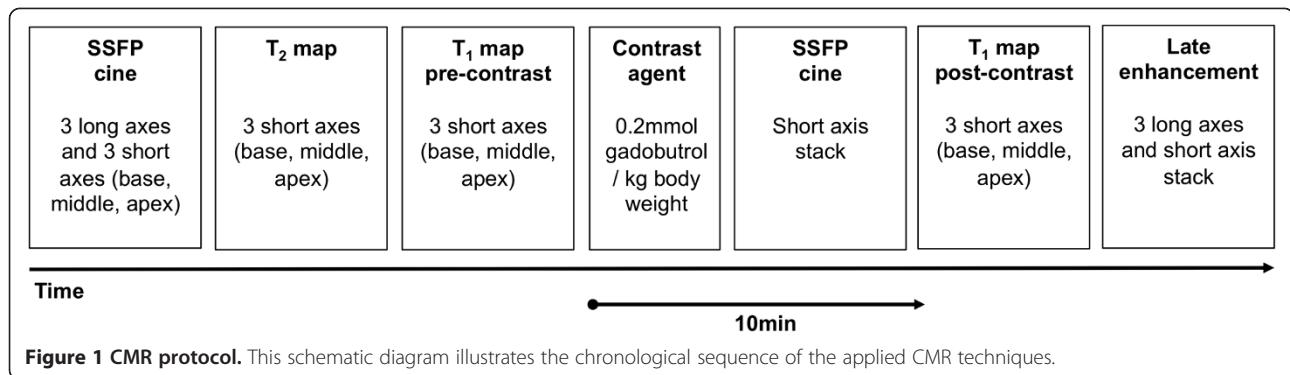 SSFP
cine
3 long axes
and 3 short
axes (base,
middle, apex)
T2 map
3 short axes
(base, middle,
apex)
T1 map
pre-contrast
3 short axes
(base, middle,
apex)
Contrast
agent
0.2mmol
gadobutrol
/ kg body
weight
SSFP
cine
Short axis
stack
T1 map
post-contrast
3 short axes
(base, middle,
apex)
Late
enhancement
3 long axes
and short axis
stack
Time
10min
Figure 1 CMR protocol. This schematic diagram illustrates the chronological sequence of the applied CMR techniques.